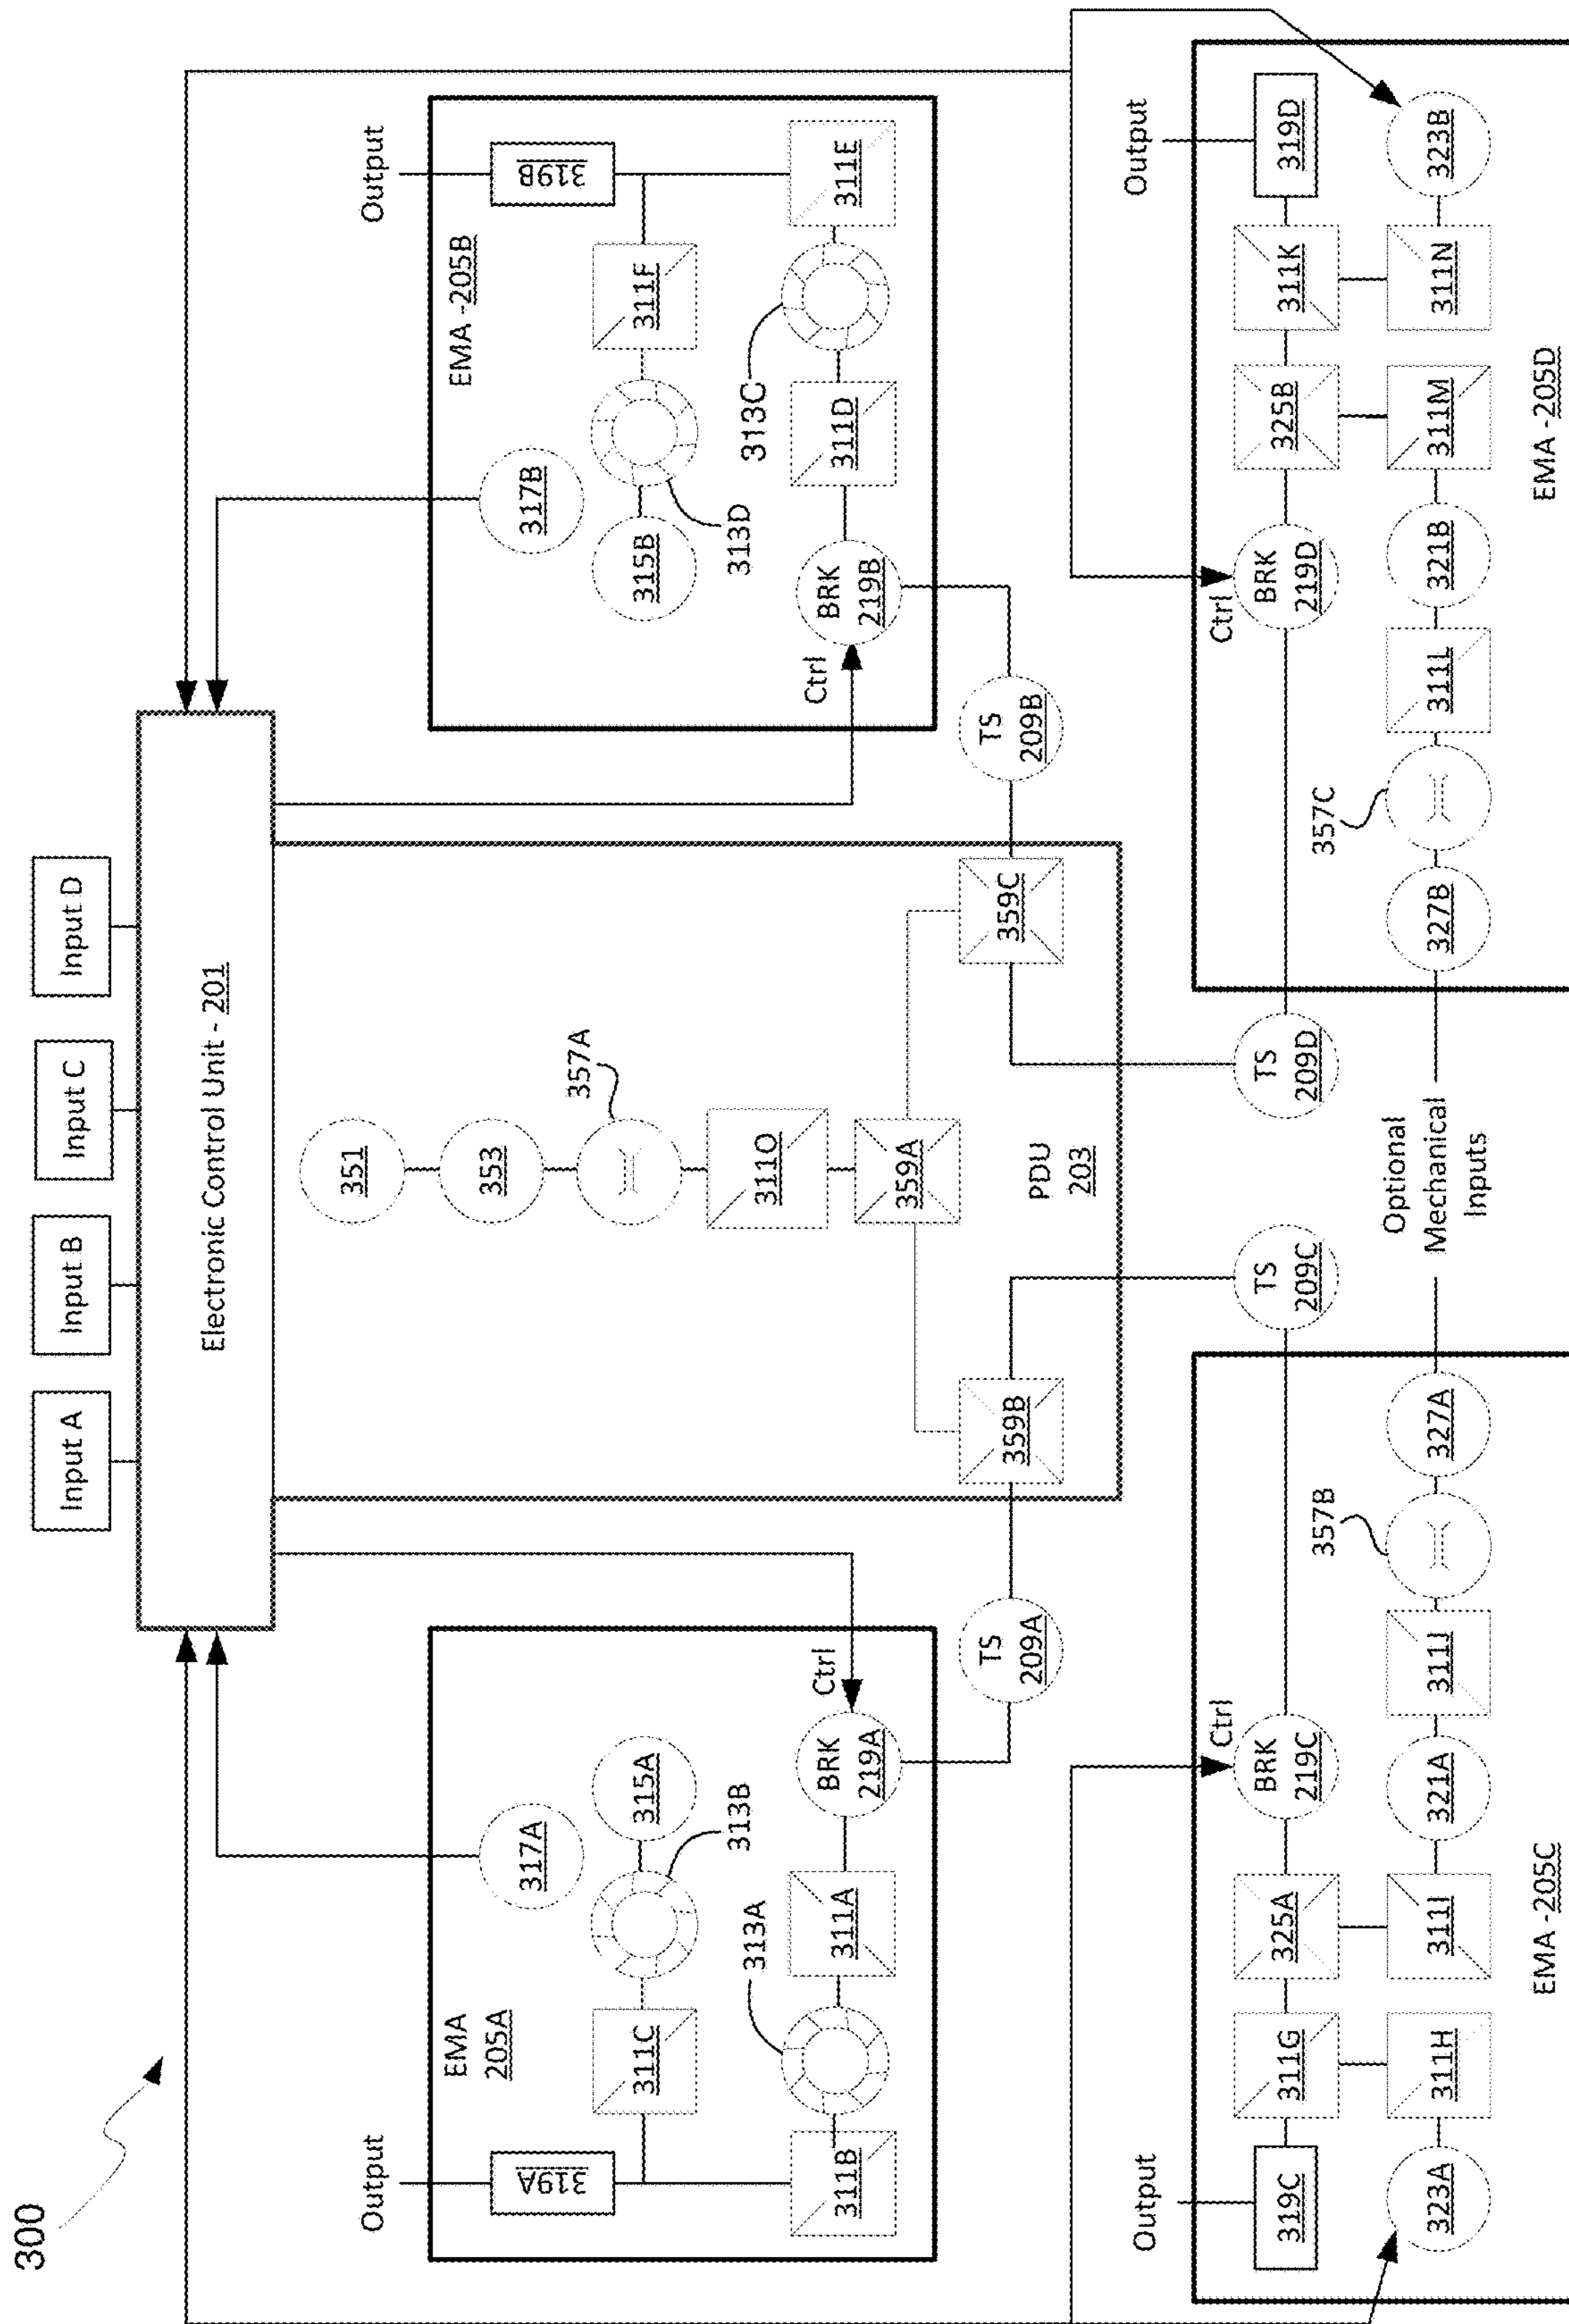 300
Input A
Input B
Input C
Input D
Electronic Control Unit - 201
Output
319A
EMA
205A
317A
311C
313B
315A
311B
313A
311A
BRK
219A
Ctrl
TS
209A
351
353
357A
311O
359A
359B
359C
PDU
203
Output
319B
EMA -205B
317B
311F
313D
315B
311E
313C
311D
BRK
219B
Ctrl
TS
209B
Output
319C
311G
325A
BRK
219C
Ctrl
TS
209C
323A
311H
311I
321A
311J
357B
327A
EMA -205C
Optional
Mechanical
Inputs
TS
209D
Ctrl
BRK
219D
325B
311K
319D
Output
327B
357C
311L
321B
311M
311N
323B
EMA -205D